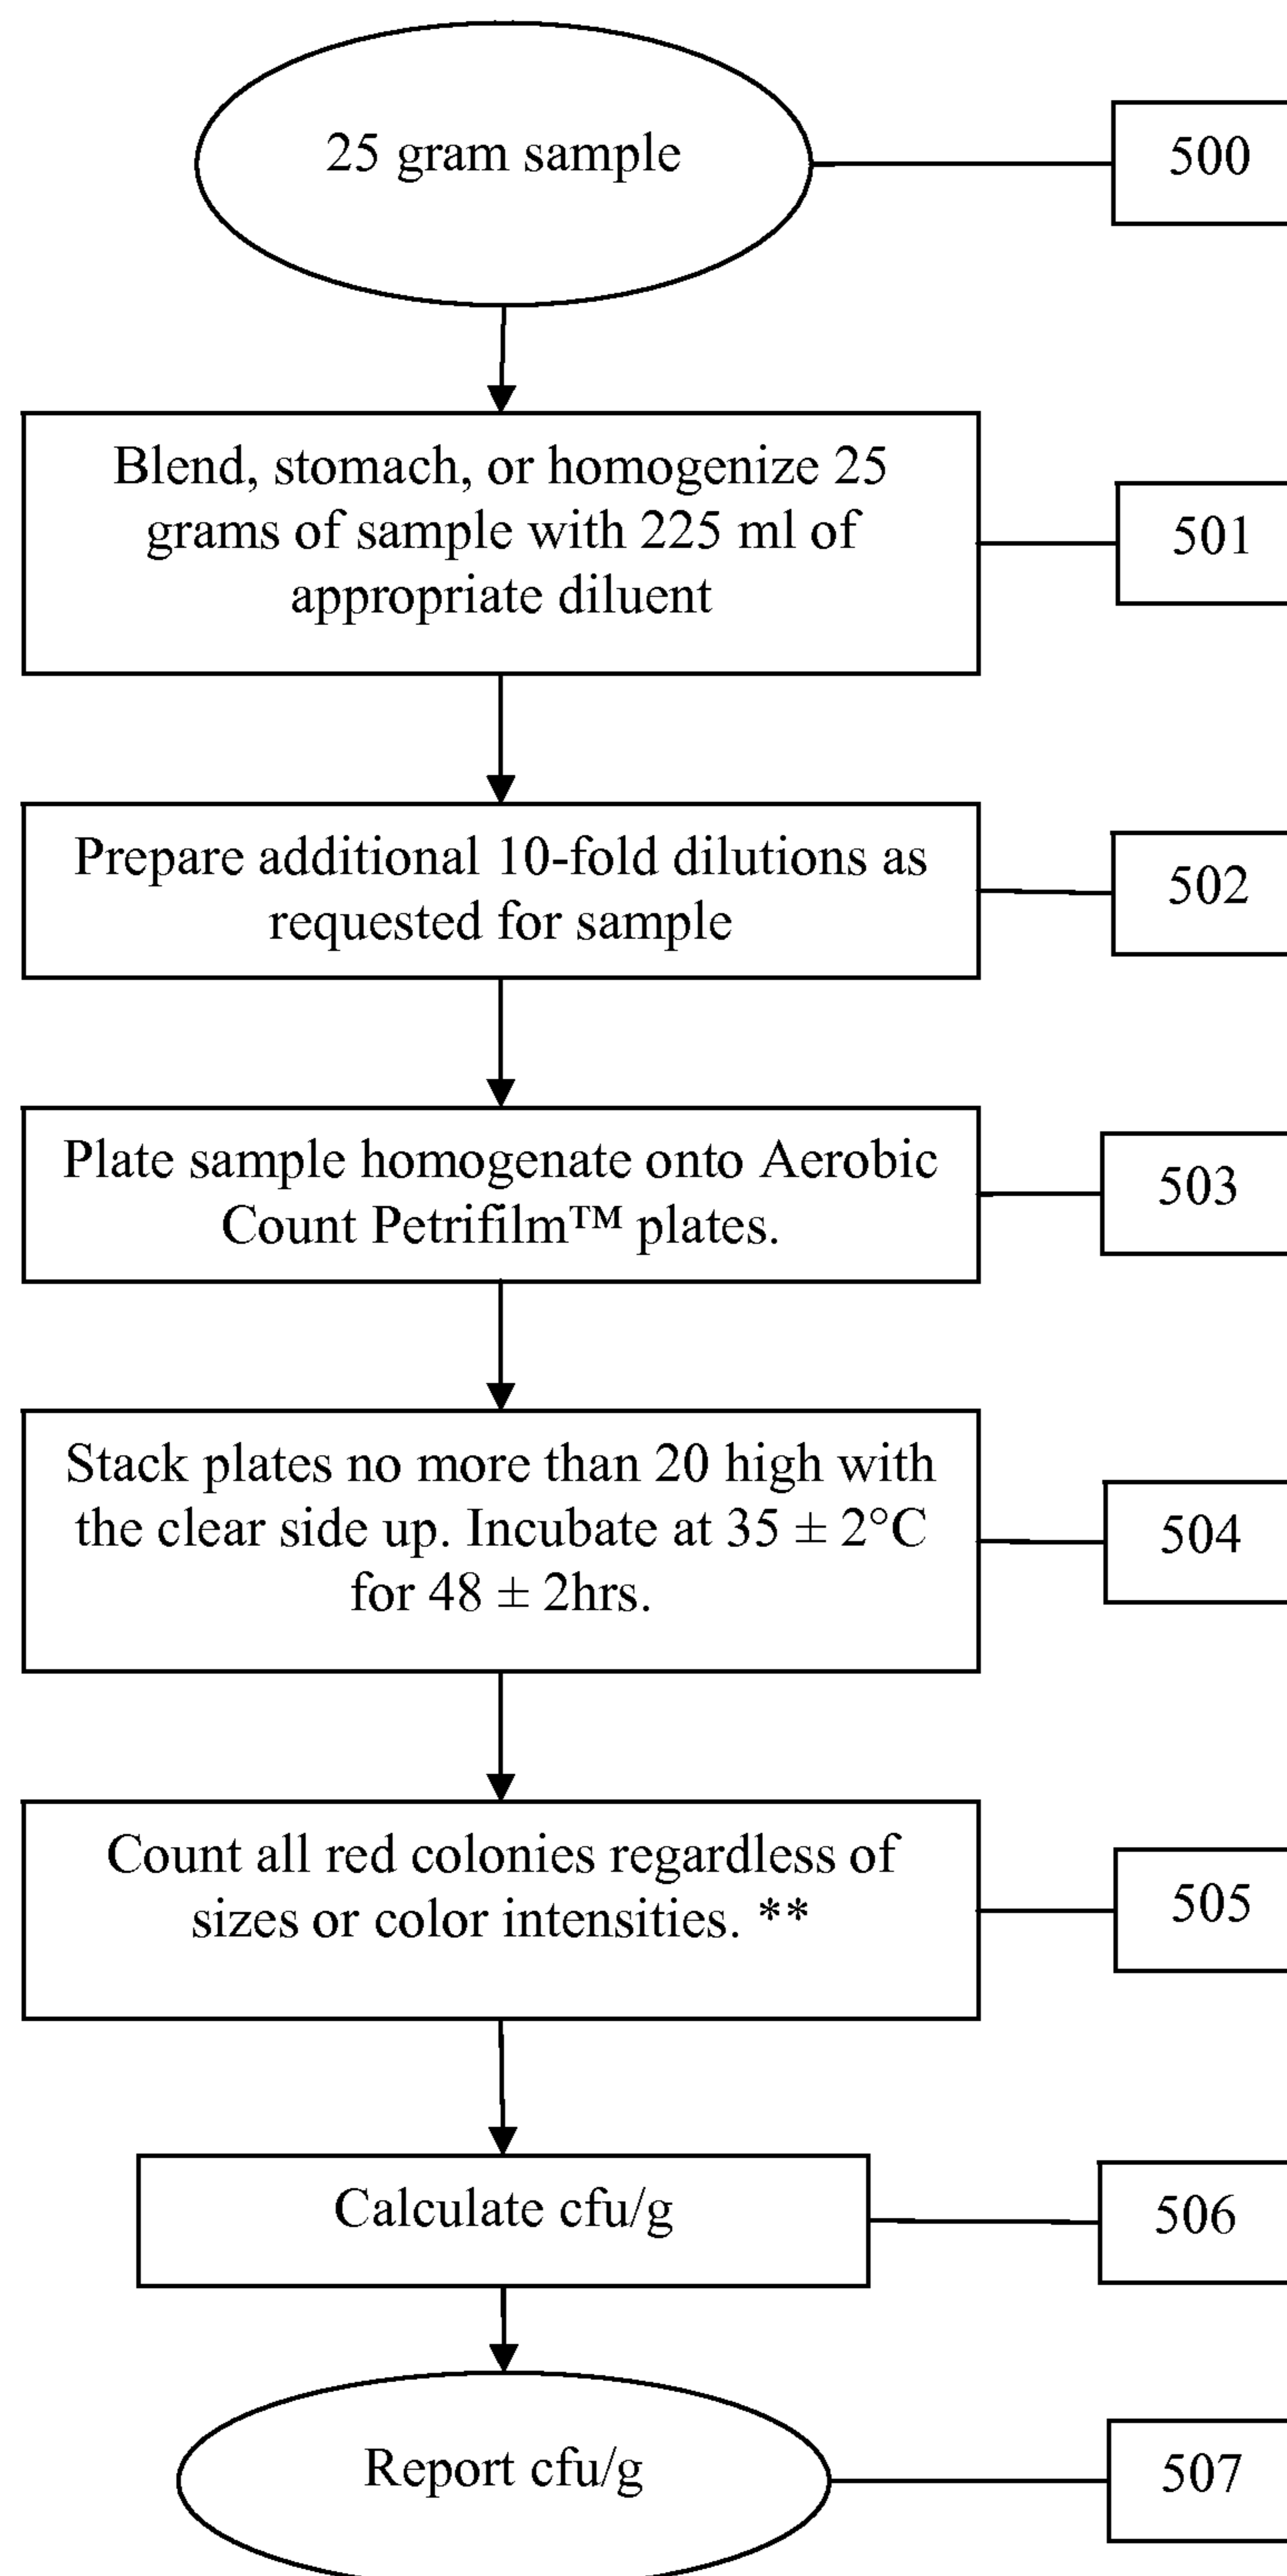 25 gram sample
500
Blend, stomach, or homogenize 25
grams of sample with 225 ml of
appropriate diluent
501
Prepare additional 10-fold dilutions as
requested for sample
502
Plate sample homogenate onto Aerobic
Count Petrifilm™ plates.
503
Stack plates no more than 20 high with
the clear side up. Incubate at 35 ± 2°C
for 48 ± 2hrs.
504
Count all red colonies regardless of
sizes or color intensities. **
505
Calculate cfu/g
506
Report cfu/g
507